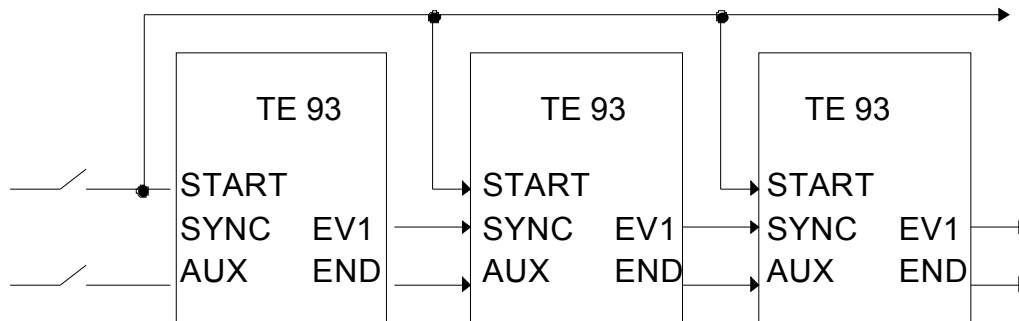 TE 93 TE 93 TE 93
START START START
SYNC EV1 SYNC EV1 SYNC EV1
AUX END AUX END AUX END